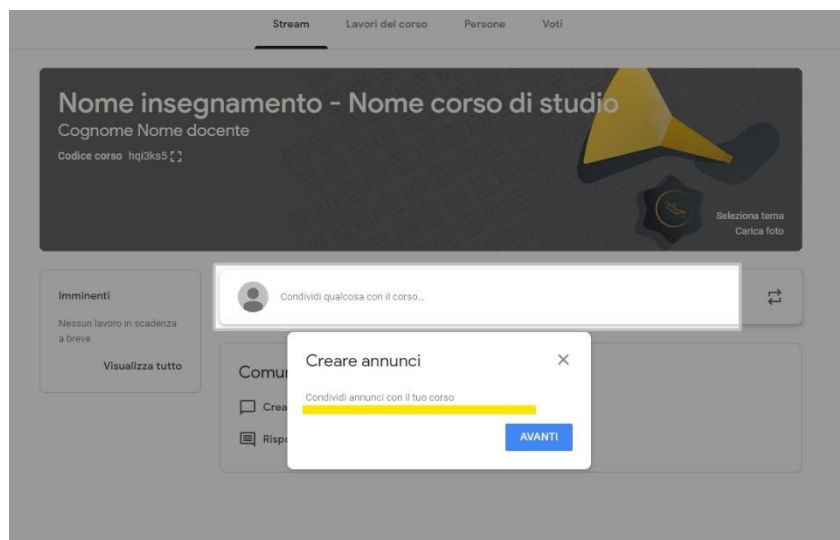 Stream Lavori del corso Persone Voti
Nome insegnamento - Nome corso di studio
Cognome Nome docente
Codice corso hqi3ks5
Seleziona tema
Carica foto
Imminenti
Nessun lavoro in scadenza
a breve
Visualizza tutto
Condividi qualcosa con il corso...
Creare annunci
Condividi annunci con il tuo corso
AVANTI